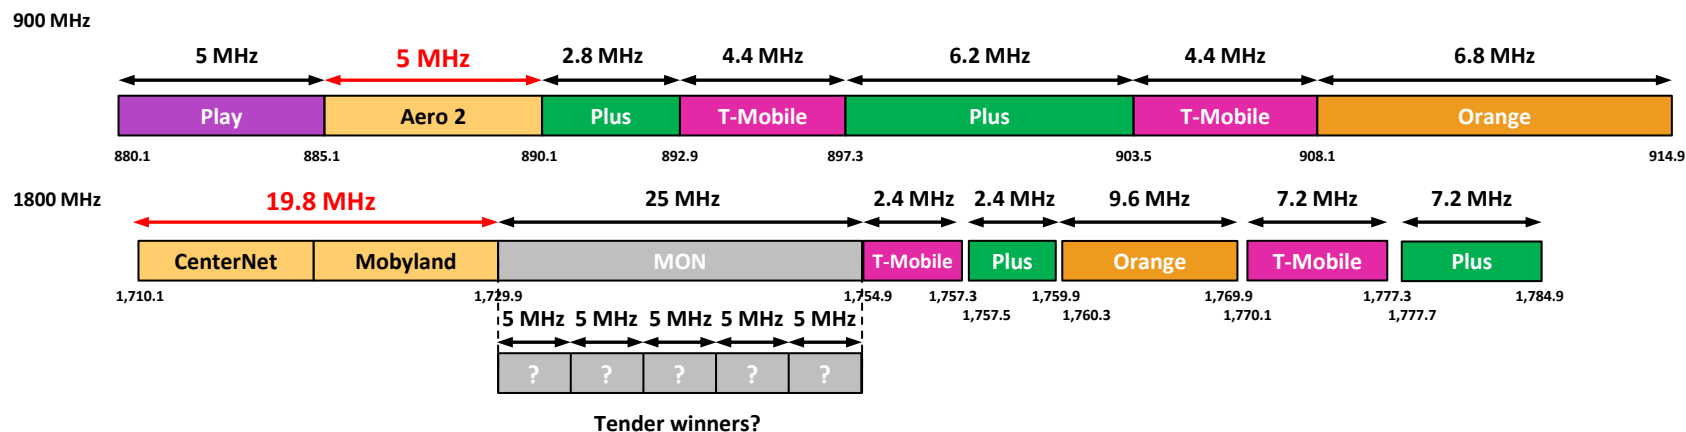 900 MHz
5 MHz 5 MHz 2.8 MHz 4.4 MHz 6.2 MHz 4.4 MHz 6.8 MHz
Play Aero 2 Plus T-Mobile Plus T-Mobile Orange
880.1 885.1 890.1 892.9 897.3 903.5 908.1 914.9
1800 MHz 19.8 MHz 25 MHz 2.4 MHz 2.4 MHz 9.6 MHz 7.2 MHz 7.2 MHz
CenterNet Mobyland MON T-Mobile Plus Orange T-Mobile Plus
1,710.1 1,729.9 1,754.9 1,757.3 1,759.9 1,769.9 1,777.3 1,784.9
1,757.5 1,760.3 1,770.1 1,777.7
5 MHz 5 MHz 5 MHz 5 MHz 5 MHz
? ? ? ? ?
Tender winners?